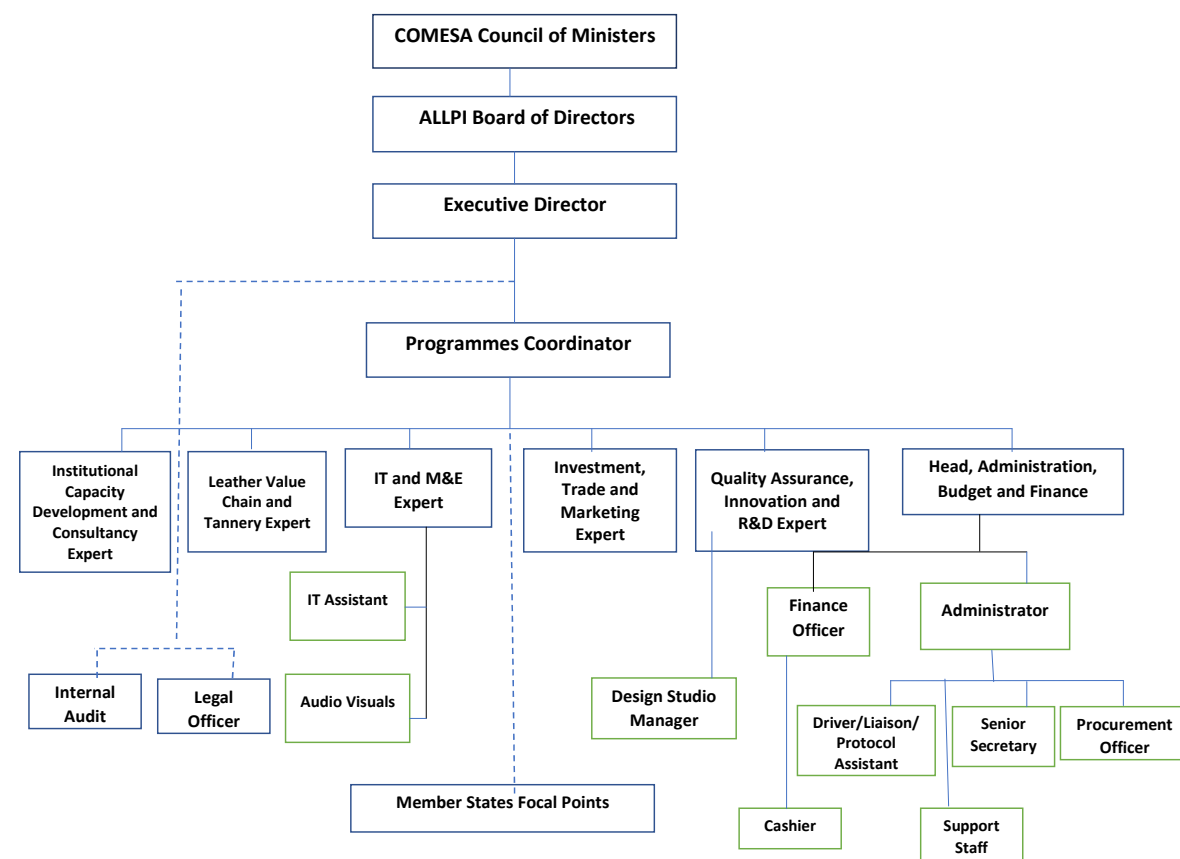 COMESA Council of Ministers
ALLPI Board of Directors
Executive Director
Programmes Coordinator
Institutional
Capacity
Development and
Consultancy
Expert
Leather Value
Chain and
Tannery Expert
IT and M&E
Expert
Investment,
Trade and
Marketing
Expert
Quality Assurance,
Innovation and
R&D Expert
Head, Administration,
Budget and Finance
IT Assistant
Finance
Officer
Administrator
Internal
Audit
Legal
Officer
Audio Visuals
Design Studio
Manager
Driver/Liaison/
Protocol
Assistant
Senior
Secretary
Procurement
Officer
Member States Focal Points
Cashier
Support
Staff